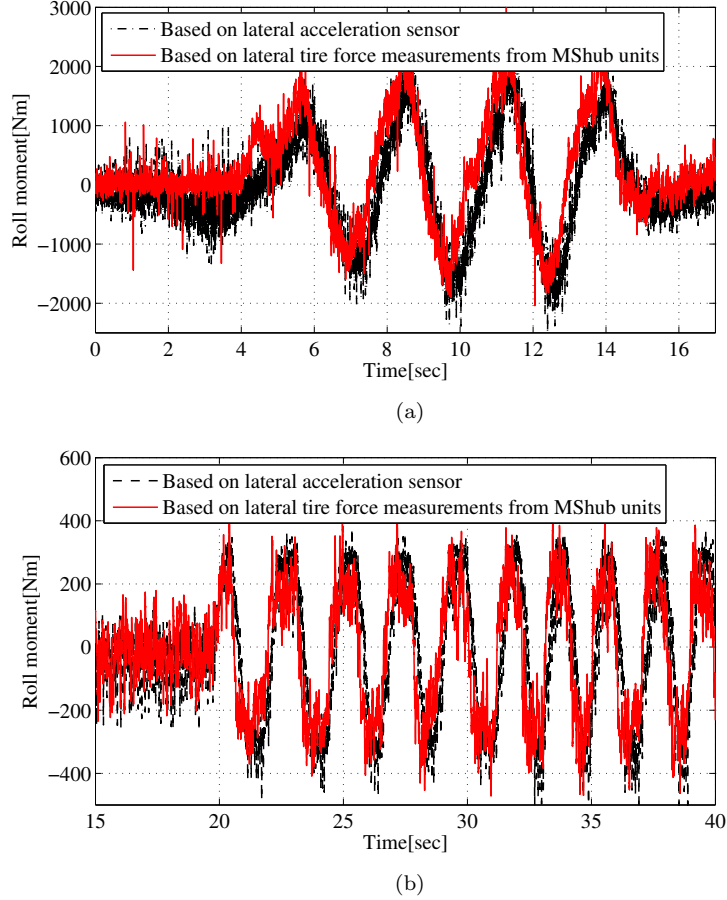 3000
2000
1000
0
−1000
−2000
Roll moment[Nm]
Based on lateral acceleration sensor
Based on lateral tire force measurements from MShub units
0 2 4 6 8 10 12 14 16
Time[sec]
(a)
600
400
200
0
−200
−400
Roll moment[Nm]
Based on lateral acceleration sensor
Based on lateral tire force measurements from MShub units
15 20 25 30 35 40
Time[sec]
(b)